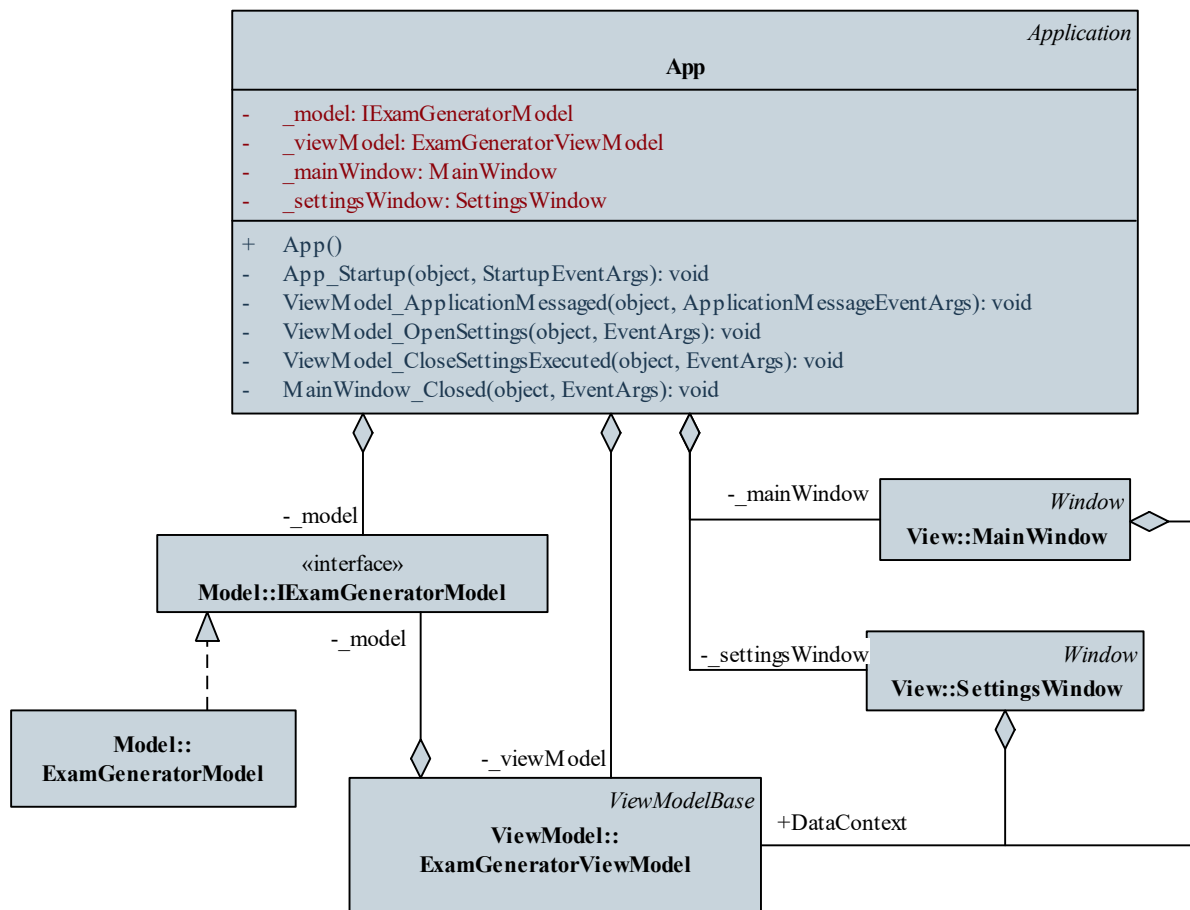 Application
App
- _model: IExamGeneratorModel
- _viewModel: ExamGeneratorViewModel
- _mainWindow: MainWindow
- _settingsWindow: SettingsWindow
+ App()
- App_Startup(object, StartupEventArgs): void
- ViewModel_ApplicationMessaged(object, ApplicationMessageEventArgs): void
- ViewModel_OpenSettings(object, EventArgs): void
- ViewModel_CloseSettingsExecuted(object, EventArgs): void
- MainWindow_Closed(object, EventArgs): void
-_mainWindow
Window
View::MainWindow
-_model
«interface»
Model::IExamGeneratorModel
-_model
-_settingsWindow
Window
View::SettingsWindow
Model::
ExamGeneratorModel
-_viewModel
ViewModelBase
ViewModel::
ExamGeneratorViewModel
+DataContext